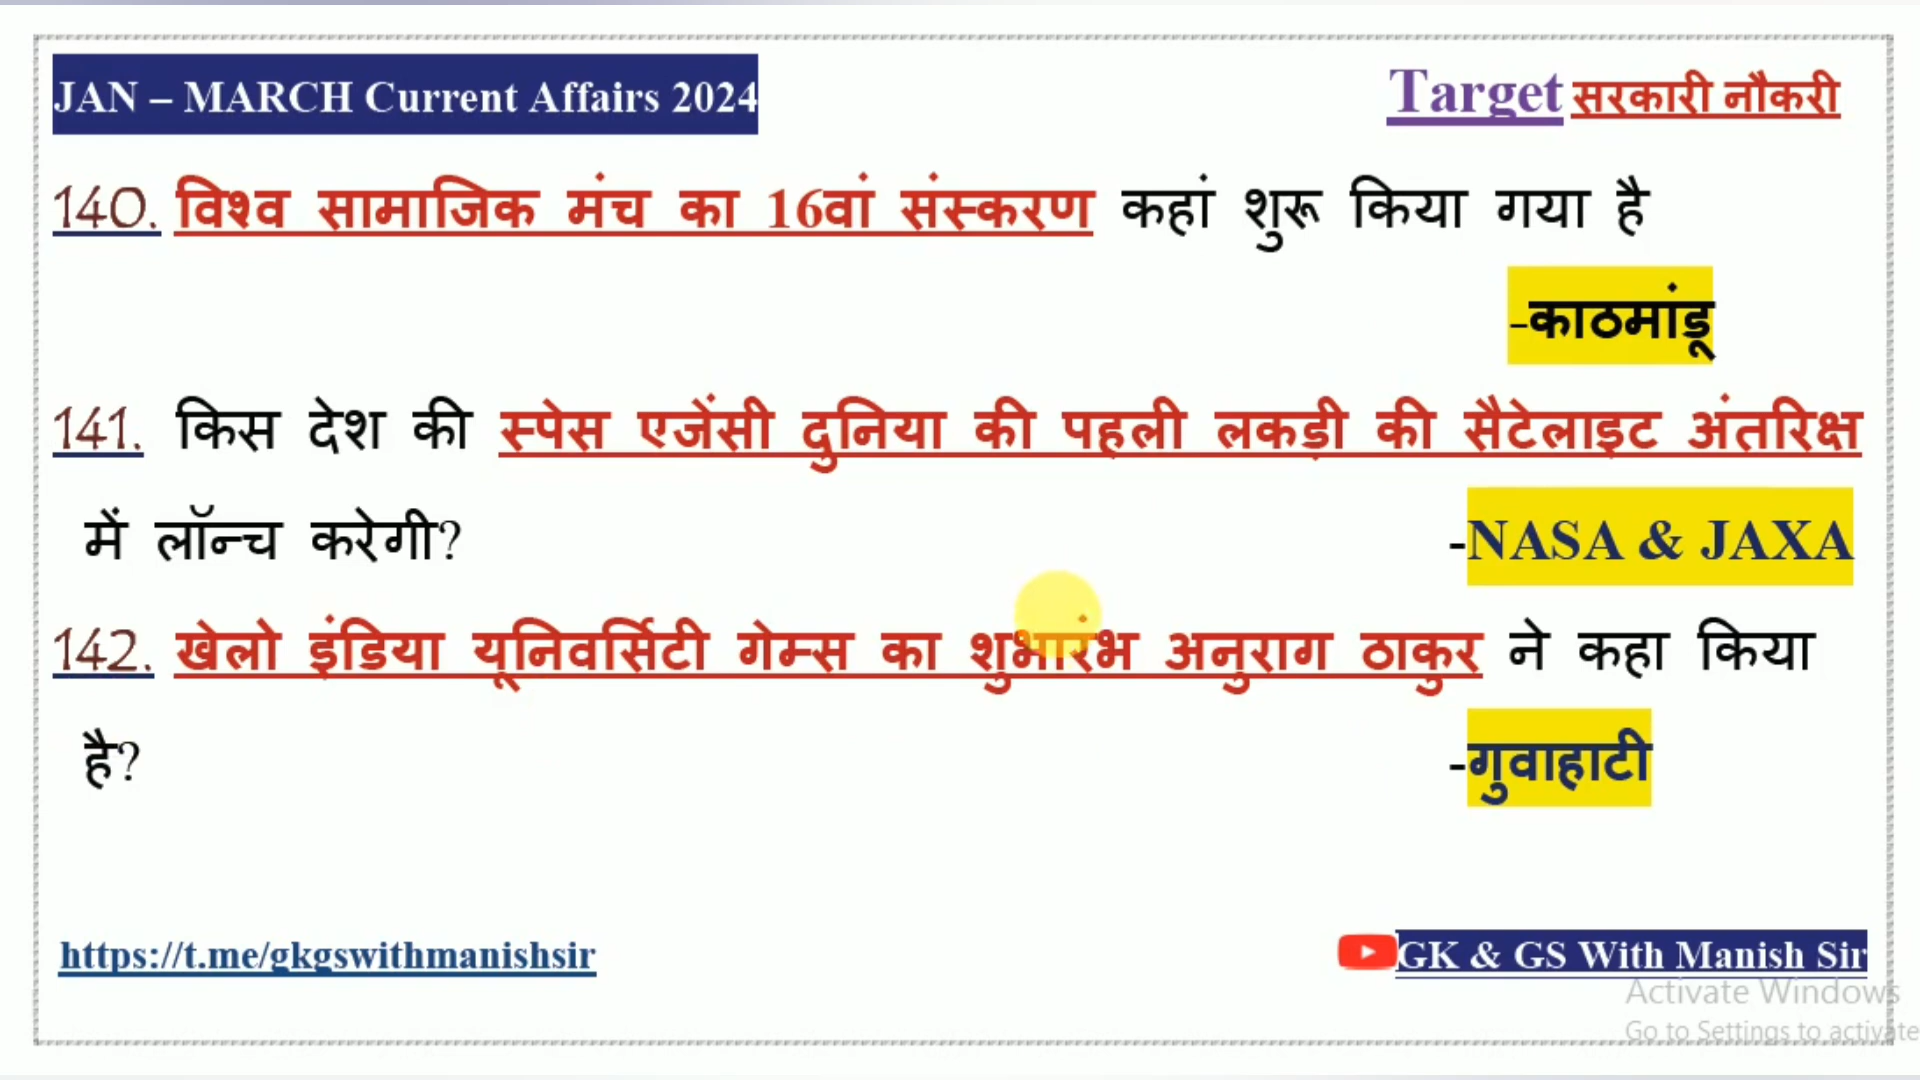 JAN – MARCH Current Affairs 2024
Target सरकारी नौकरी
140. विश्व सामाजिक मंच का 16वां संस्करण कहां शुरू किया गया है
-काठमांडू
141. किस देश की स्पेस एजेंसी दुनिया की पहली लकड़ी की सैटेलाइट अंतरिक्ष
में लॉन्च करेगी? -NASA & JAXA
142. खेलो इंडिया यूनिवर्सिटी गेम्स का शुभारंभ अनुराग ठाकुर ने कहा किया
है? -गुवाहाटी
https://t.me/gkgswithmanishsir
GK & GS With Manish Sir
Activate Windows
Go to Settings to activate